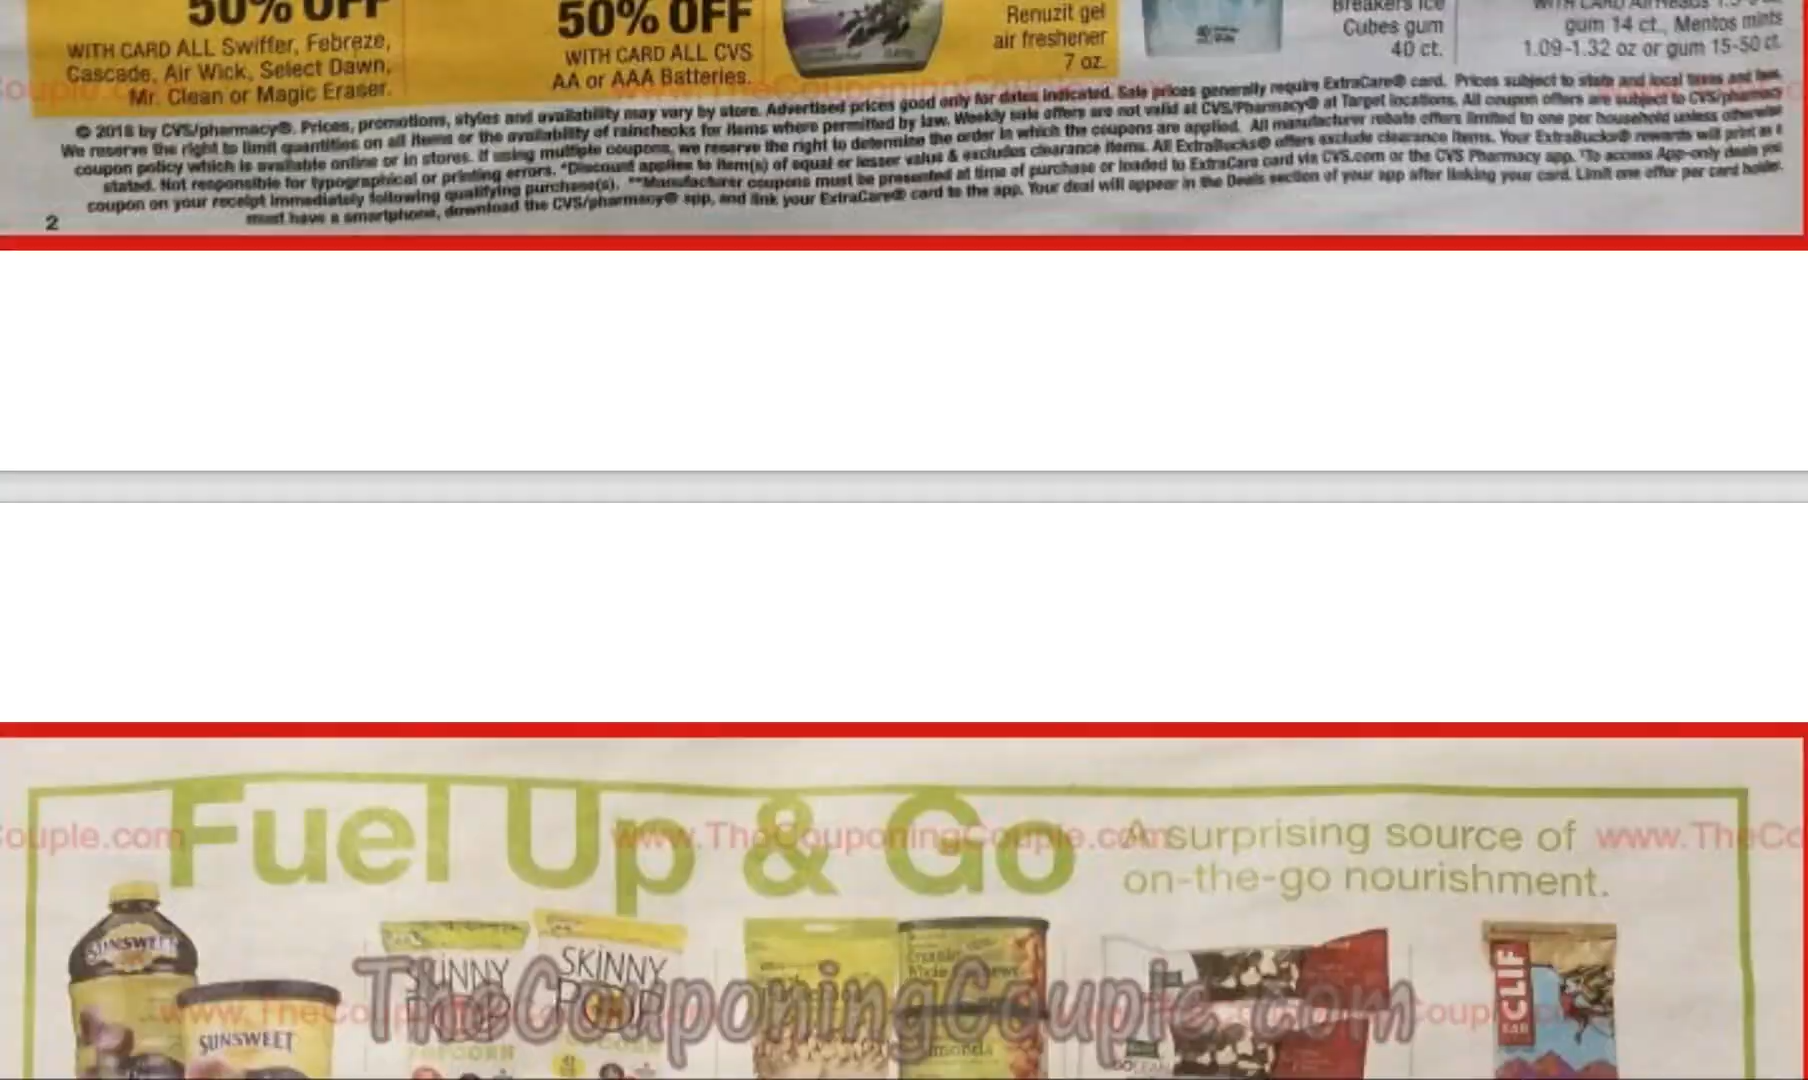 50% OFF
WITH CARD ALL Swiffer, Febreze,
Cascade, Air Wick, Select Dawn,
Mr. Clean or Magic Eraser.
50% OFF
WITH CARD ALL CVS
AA or AAA Batteries.
Renuzit gel
air freshener
7 oz.
Breakers Ice
Cubes gum
40 ct.
WITH CARD AirHeads
gum 14 ct., Mentos mints
1.09-1.32 oz or gum 15-50 ct.
© 2018 by CVS/pharmacy®. Prices, promotions, styles and availability may vary by store. Advertised prices good only for dates indicated. Sale prices generally require ExtraCare® card. Prices subject to state and local taxes and fees.
We reserve the right to limit quantities on all items or the availability of rainchecks for items where permitted by law. Weekly sale offers are not valid at CVS/Pharmacy® at Target locations. All coupon offers are subject to CVS/pharmacy
coupon policy which is available online or in stores. If using multiple coupons, we reserve the right to determine the order in which the coupons are applied. All manufacturer rebate offers limited to one per household unless otherwise
stated. Not responsible for typographical or printing errors. *Discount applies to item(s) of equal or lesser value & excludes clearance items. All ExtraBucks® offers exclude clearance items. Your ExtraBucks® rewards will print as a
coupon on your receipt immediately following qualifying purchase(s). **Manufacturer coupons must be presented at time of purchase or loaded to ExtraCare card via CVS.com or the CVS Pharmacy app. ¹To access App-only deals you
must have a smartphone, download the CVS/pharmacy® app, and link your ExtraCare® card to the app. Your deal will appear in the Deals section of your app after linking your card. Limit one offer per card holder.
2
Fuel Up & Go
A surprising source of
on-the-go nourishment.
ouple.com
www.TheCouponingCouple.com
www.TheCo
SUNSWEET
SKINNY
POP
SKINNY
POP
POPCORN
TheCouponingCouple.com
Whole
CLIF
BAR
SUNSWEET